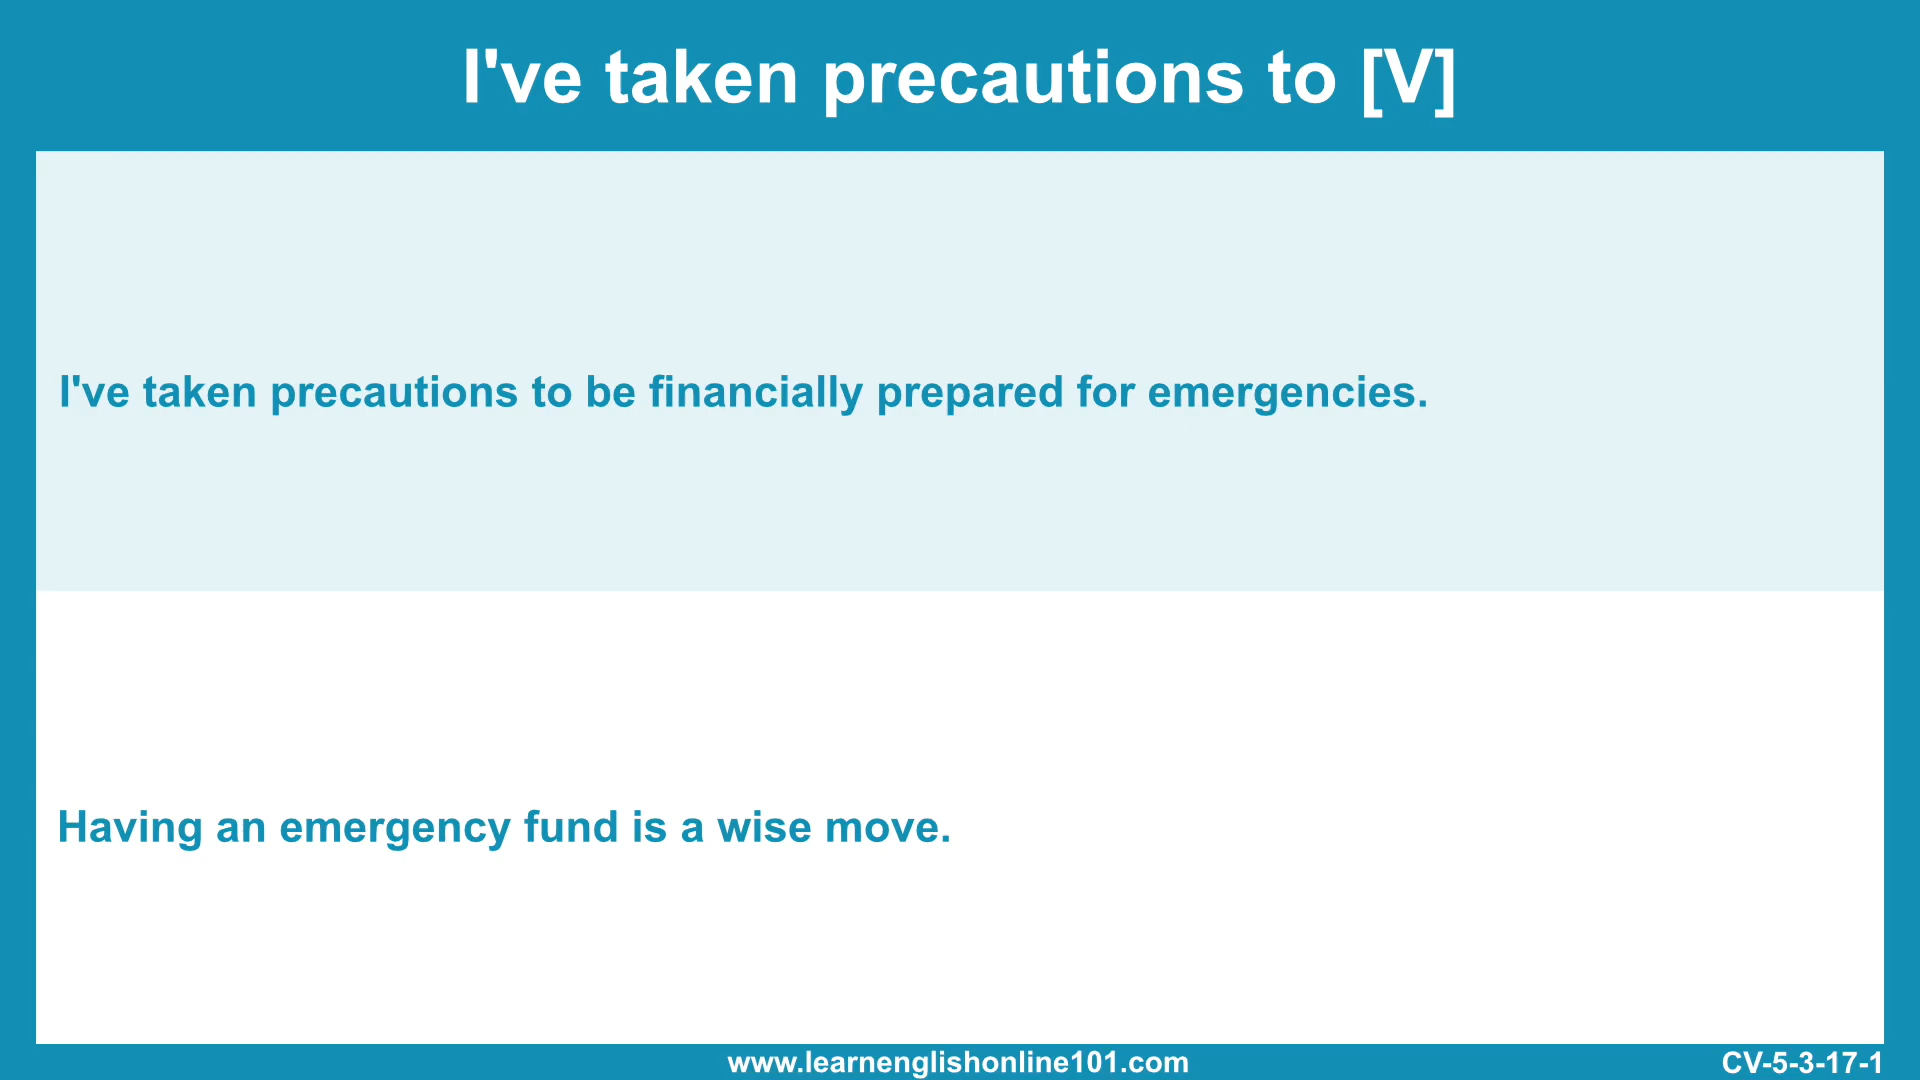 I've taken precautions to [V]
I've taken precautions to be financially prepared for emergencies.
Having an emergency fund is a wise move.
www.learnenglishonline101.com
CV-5-3-17-1